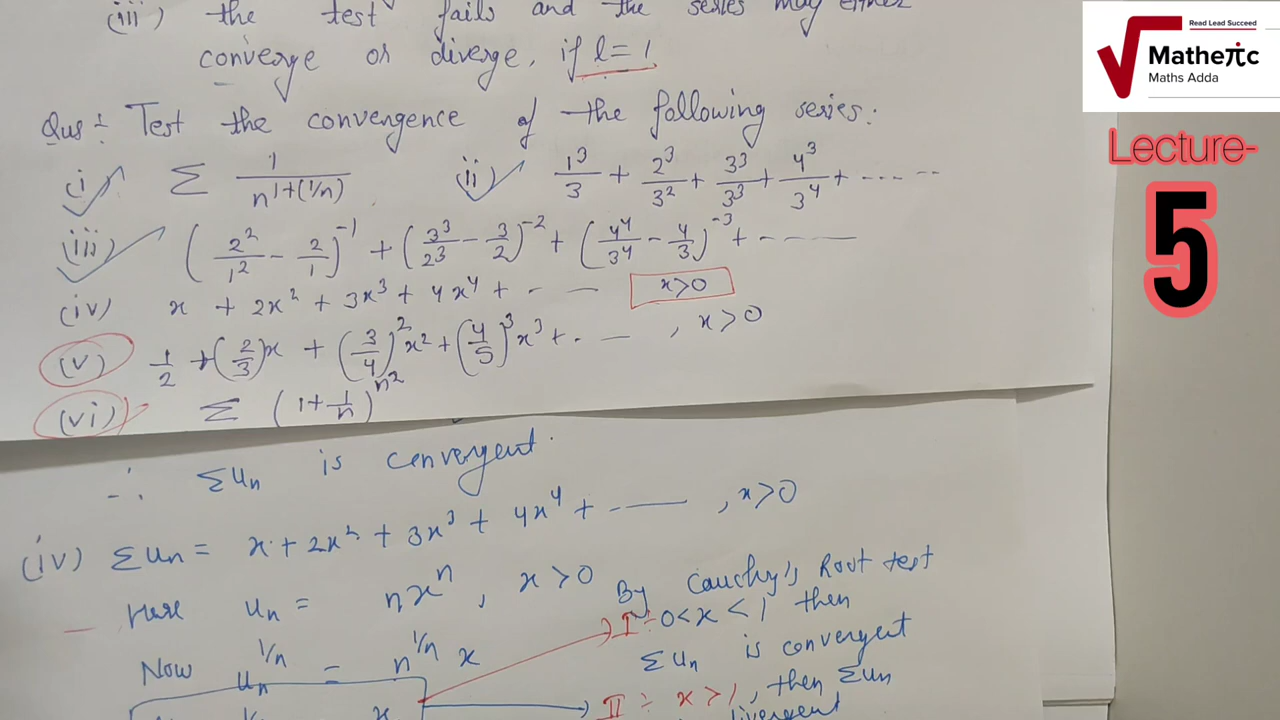 (iii) the test fails and the series may either
converge or diverge, if l = 1
Qus: Test the convergence of the following series:
(i) Σ 1/n^(1+(1/n)) (ii) 1³/3 + 2³/3² + 3³/3³ + 4³/3⁴ + ......
(iii) (2²/1² - 2/1)⁻¹ + (3³/2³ - 3/2)⁻² + (4⁴/3⁴ - 4/3)⁻³ + - - - -
(iv) x + 2x² + 3x³ + 4x⁴ + - - - x>0
(v) 1/2 + (2/3)x + (3/4)²x² + (4/5)³x³ + . - - , x>0
(vi) Σ (1+1/n)^n²
∴ Σuₙ is convergent.
(iv) Σuₙ = x + 2x² + 3x³ + 4x⁴ + - - - , x>0
Here uₙ = nxⁿ, x>0
Now uₙ^(1/n) = n^(1/n) x
By Cauchy's Root test
I÷ 0<x<1 then
Σuₙ is convergent
II÷ x>1, then Σuₙ
divergent
Read Lead Succeed
Matheπc
Maths Adda
Lecture-
5